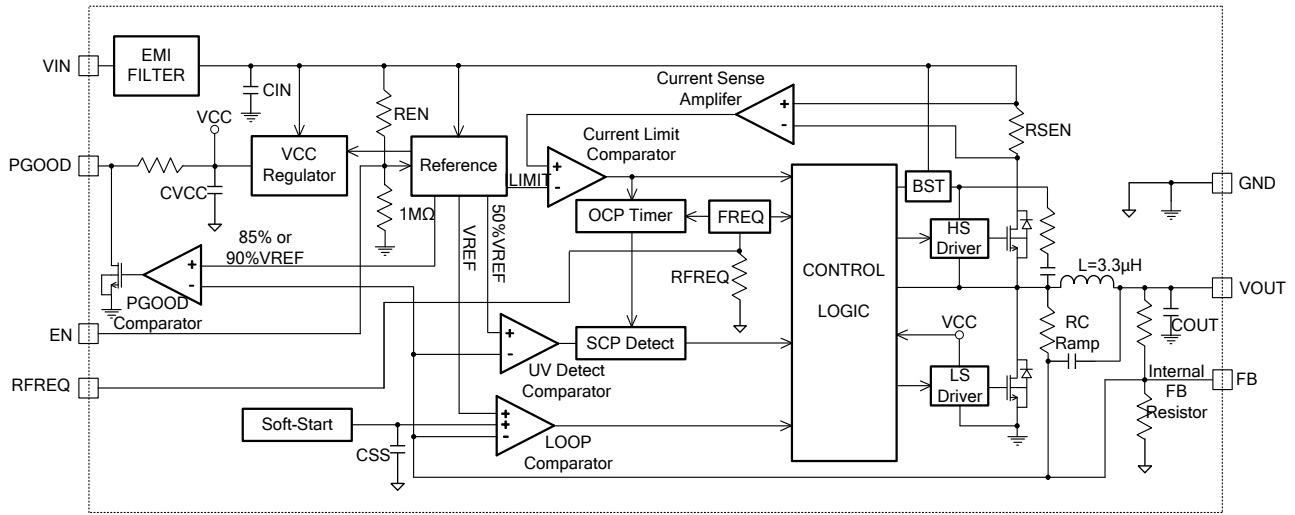 EMI
FILTER
VIN
CIN
REN
Current Sense
Amplifer
+
-
RSEN
VCC
PGOOD
VCC
Regulator
Reference
Current Limit
Comparator
ILIMIT
+
-
BST
GND
CVCC
1MΩ
OCP Timer
FREQ
HS
Driver
85% or
90%VREF
VREF
50%VREF
RFREQ
CONTROL
LOGIC
L=3.3µH
+
-
PGOOD
Comparator
VOUT
COUT
EN
+
-
SCP Detect
VCC
RC
Ramp
UV Detect
Comparator
RFREQ
LS
Driver
Internal
FB
Resistor
FB
Soft-Start
+
+
-
LOOP
Comparator
CSS